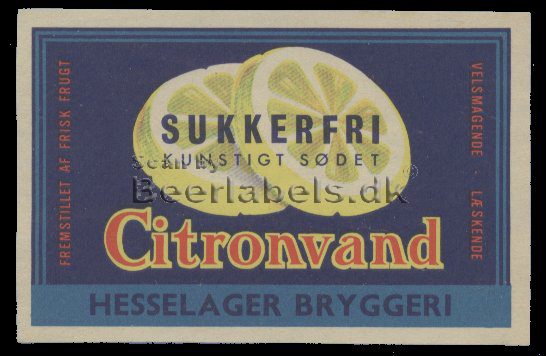 FREMSTILLET AF FRISK FRUGT
SUKKERFRI
KUNSTIGT SØDET
Beerlabels.dk
Citronvand
VELSMAGENDE - LÆSKENDE
HESSELAGER BRYGGERI